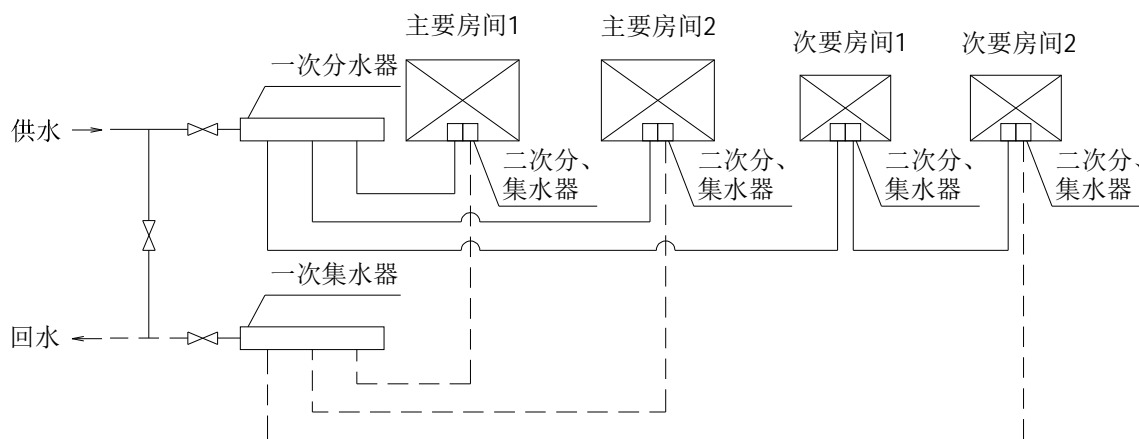 主要房间1
主要房间2
次要房间1
次要房间2
一次分水器
供水
二次分、
集水器
二次分、
集水器
二次分、
集水器
二次分、
集水器
一次集水器
回水